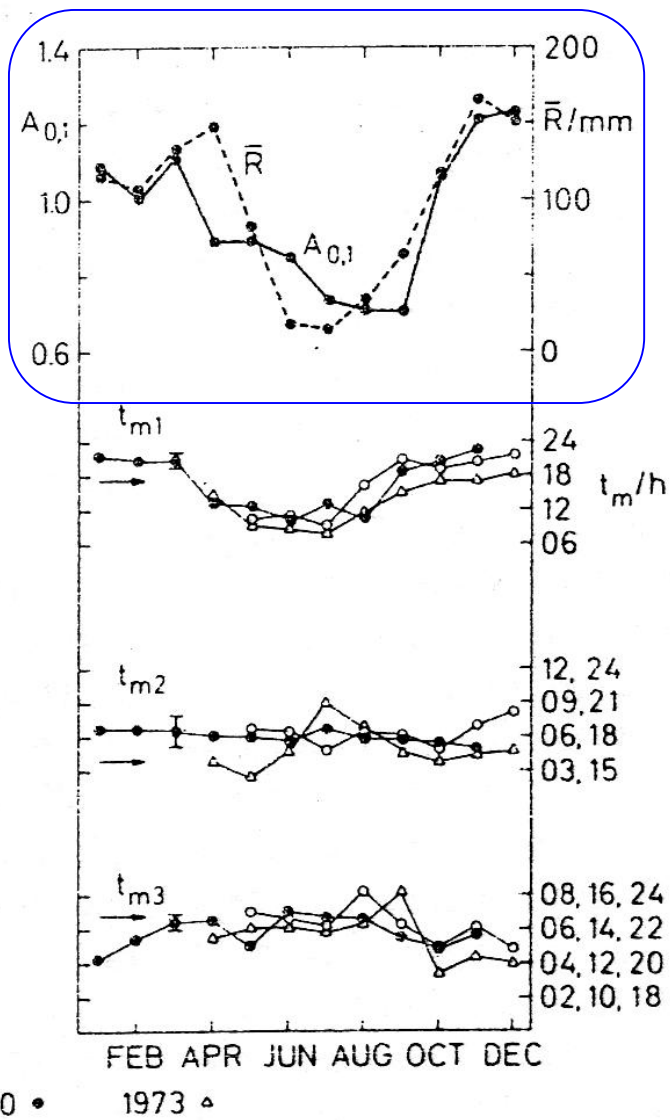 1.4 200
A0,1 R̄/mm
R̄
1.0 100
A0,1
0.6 0
tm1 24
18
tm/h
12
06
tm2 12, 24
09, 21
06, 18
03, 15
tm3 08, 16, 24
06, 14, 22
04, 12, 20
02, 10, 18
FEB APR JUN AUG OCT DEC
0 • 1973 △